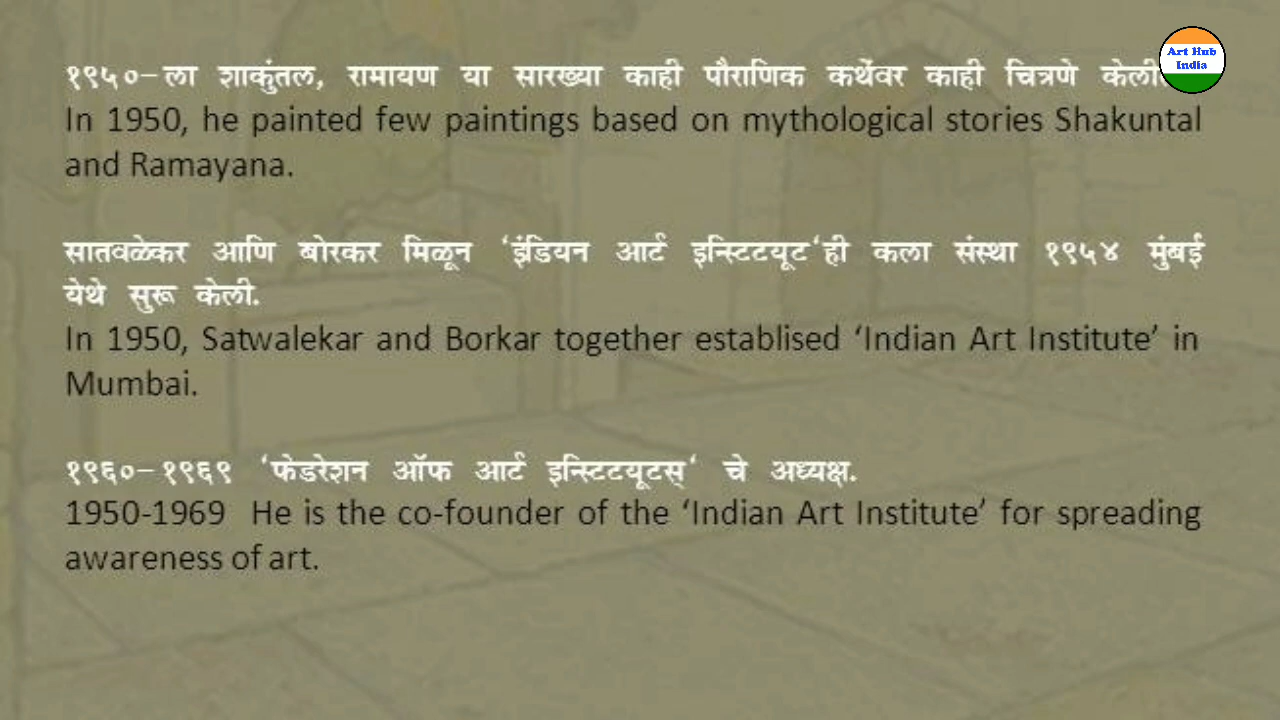 १९५०-ला शाकुंतल, रामायण या सारख्या काही पौराणिक कथेंवर काही चित्रणे केली
Art Hub
India
In 1950, he painted few paintings based on mythological stories Shakuntal
and Ramayana.
सातवळेकर आणि बोरकर मिळून ‘इंडियन आर्ट इन्स्टिटयूट‘ही कला संस्था १९५४ मुंबई
येथे सुरू केली.
In 1950, Satwalekar and Borkar together establised ‘Indian Art Institute’ in
Mumbai.
१९६०-१९६९ ‘फेडरेशन ऑफ आर्ट इन्स्टिटयूटस्‘ चे अध्यक्ष.
1950-1969 He is the co-founder of the ‘Indian Art Institute’ for spreading
awareness of art.